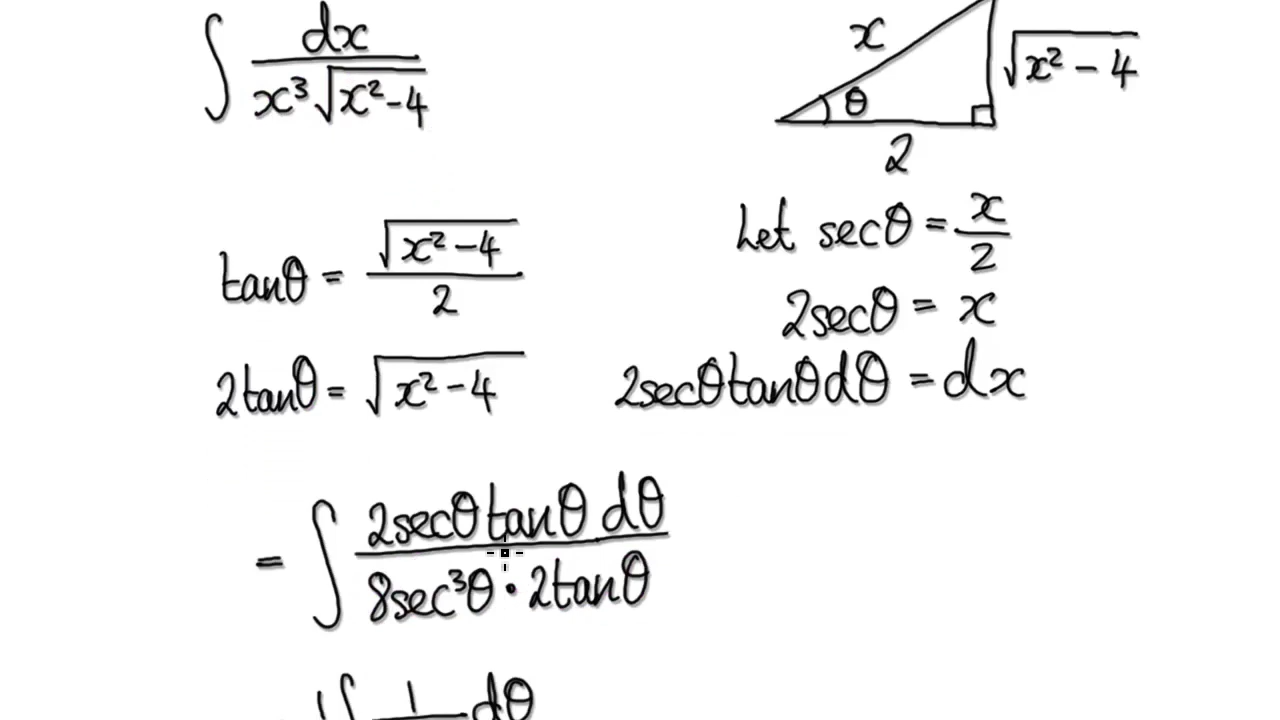 ∫ dx / (x³√(x²-4))
x
θ
√(x² - 4)
2
tanθ = √(x²-4) / 2
2tanθ = √(x²-4)
Let secθ = x/2
2secθ = x
2secθtanθdθ = dx
= ∫ 2secθtanθ dθ / (8sec³θ · 2tanθ)